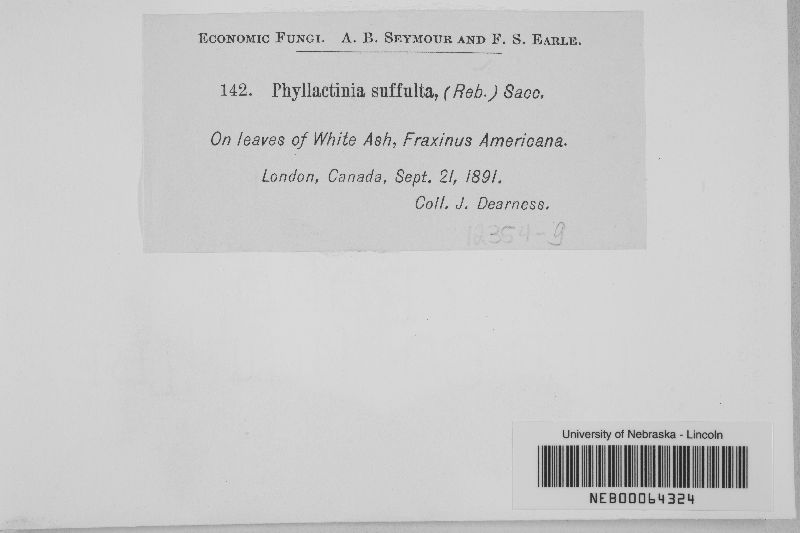 ECONOMIC FUNGI. A. B. SEYMOUR AND F. S. EARLE.
142. Phyllactinia suffulta, (Reb.) Sacc.
On leaves of White Ash, Fraxinus Americana.
London, Canada, Sept. 21, 1891.
Coll. J. Dearness.
12354-9
University of Nebraska - Lincoln
NEB00064324